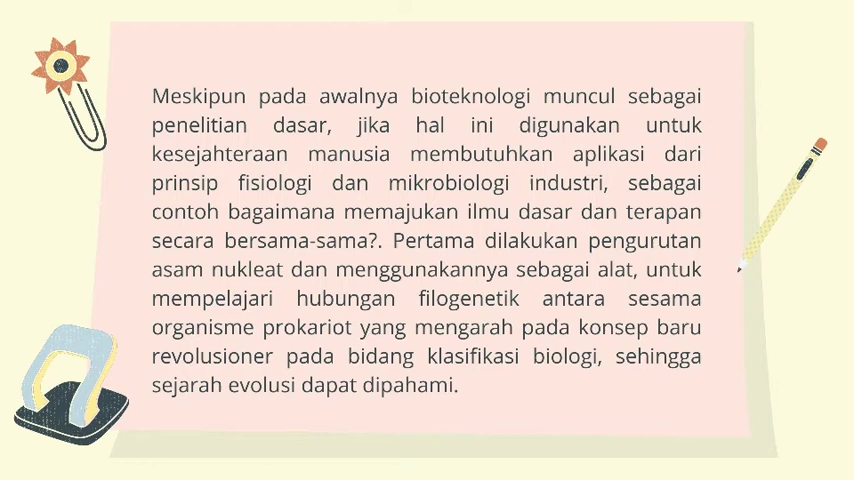 Meskipun pada awalnya bioteknologi muncul sebagai
penelitian dasar, jika hal ini digunakan untuk
kesejahteraan manusia membutuhkan aplikasi dari
prinsip fisiologi dan mikrobiologi industri, sebagai
contoh bagaimana memajukan ilmu dasar dan terapan
secara bersama-sama?. Pertama dilakukan pengurutan
asam nukleat dan menggunakannya sebagai alat, untuk
mempelajari hubungan filogenetik antara sesama
organisme prokariot yang mengarah pada konsep baru
revolusioner pada bidang klasifikasi biologi, sehingga
sejarah evolusi dapat dipahami.